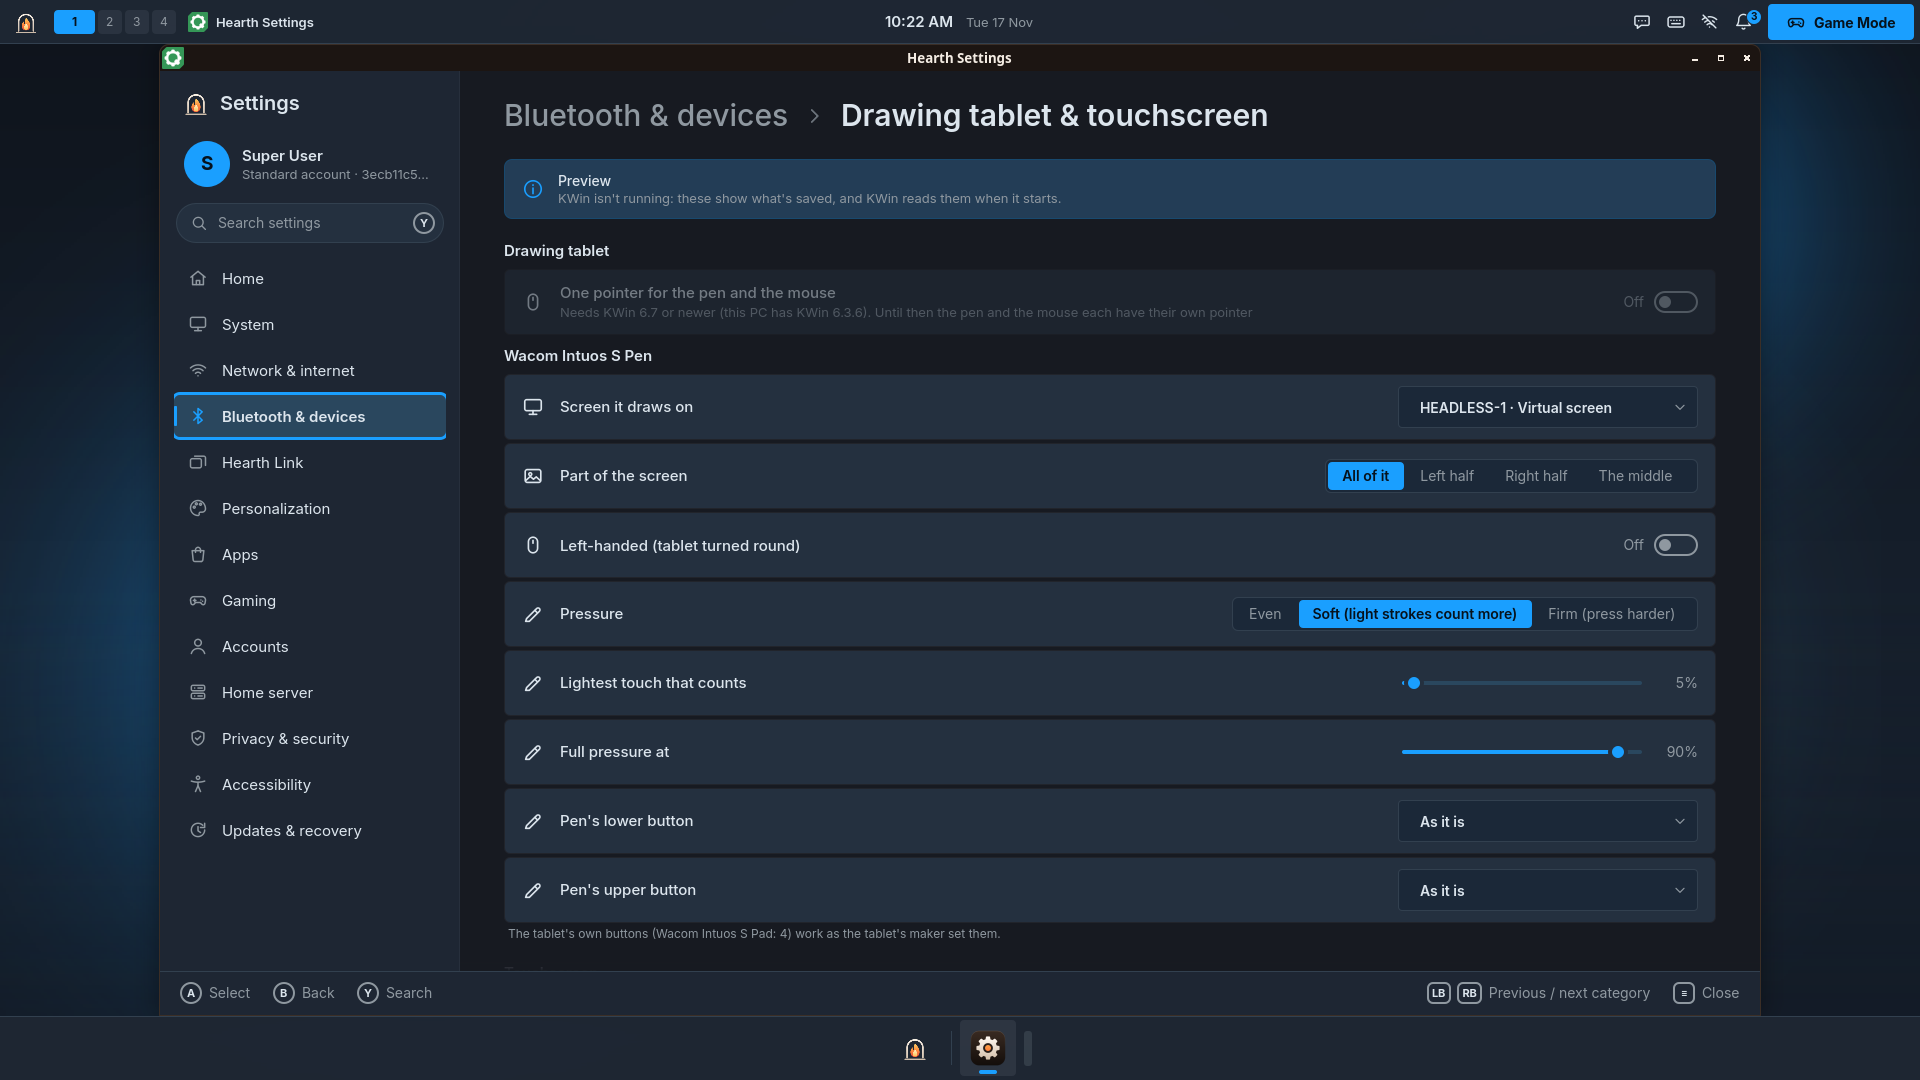 1
2
3
4
Hearth Settings
10:22 AM
Tue 17 Nov
3
Game Mode
Hearth Settings
Settings
S
Super User
Standard account · 3ecb11c5...
Search settings
Y
Home
System
Network & internet
Bluetooth & devices
Hearth Link
Personalization
Apps
Gaming
Accounts
Home server
Privacy & security
Accessibility
Updates & recovery
Bluetooth & devices > Drawing tablet & touchscreen
Preview
KWin isn't running: these show what's saved, and KWin reads them when it starts.
Drawing tablet
One pointer for the pen and the mouse
Needs KWin 6.7 or newer (this PC has KWin 6.3.6). Until then the pen and the mouse each have their own pointer
Off
Wacom Intuos S Pen
Screen it draws on
HEADLESS-1 · Virtual screen
Part of the screen
All of it
Left half
Right half
The middle
Left-handed (tablet turned round)
Off
Pressure
Even
Soft (light strokes count more)
Firm (press harder)
Lightest touch that counts
5%
Full pressure at
90%
Pen's lower button
As it is
Pen's upper button
As it is
The tablet's own buttons (Wacom Intuos S Pad: 4) work as the tablet's maker set them.
A Select
B Back
Y Search
LB RB Previous / next category
Close